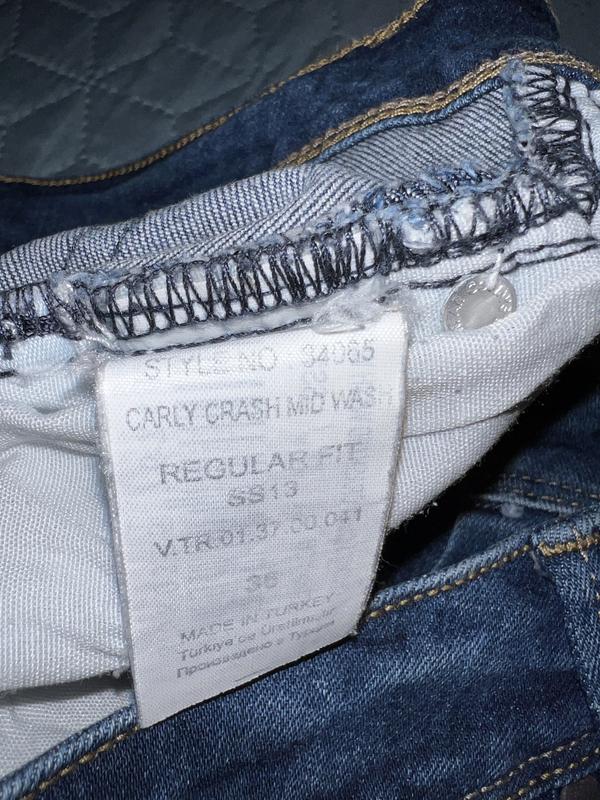 STYLE NO 34065
CARLY CRASH MID WASH
REGULAR FIT
SS13
V.TR.01.37.00.041
36
MADE IN TURKEY
Türkiye'de Üretilmiştir
Произведено в Турции